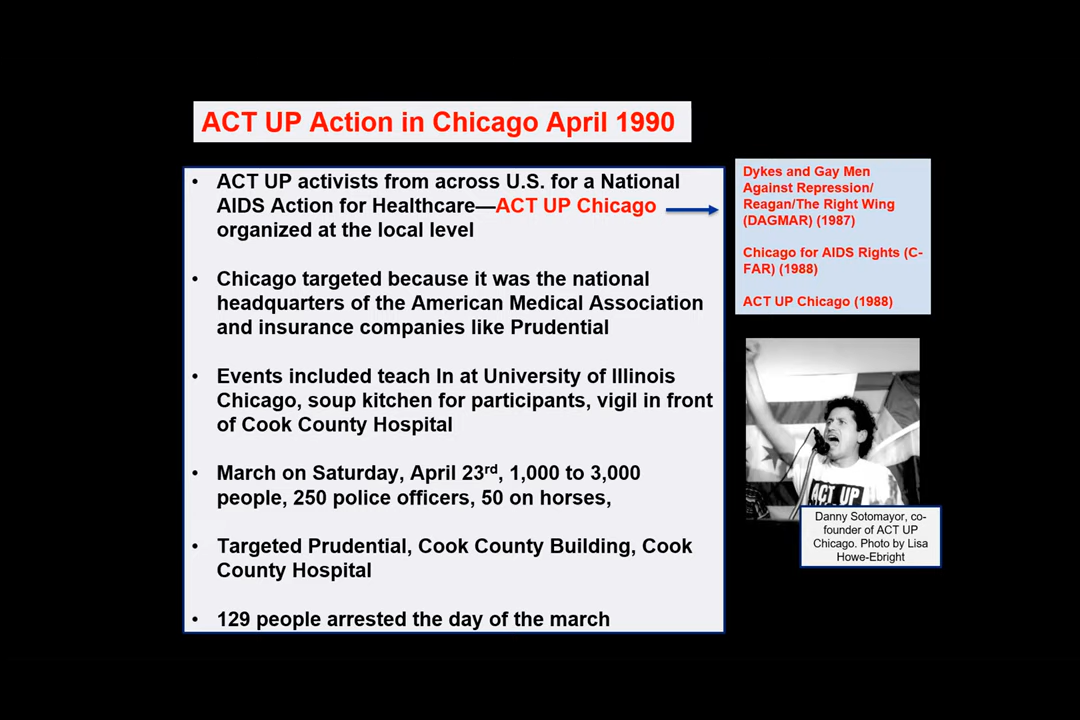 ACT UP Action in Chicago April 1990
• ACT UP activists from across U.S. for a National
AIDS Action for Healthcare—ACT UP Chicago
organized at the local level
• Chicago targeted because it was the national
headquarters of the American Medical Association
and insurance companies like Prudential
• Events included teach In at University of Illinois
Chicago, soup kitchen for participants, vigil in front
of Cook County Hospital
• March on Saturday, April 23rd, 1,000 to 3,000
people, 250 police officers, 50 on horses,
• Targeted Prudential, Cook County Building, Cook
County Hospital
• 129 people arrested the day of the march
Dykes and Gay Men
Against Repression/
Reagan/The Right Wing
(DAGMAR) (1987)
Chicago for AIDS Rights (C-
FAR) (1988)
ACT UP Chicago (1988)
ACT UP
Danny Sotomayor, co-
founder of ACT UP
Chicago. Photo by Lisa
Howe-Ebright